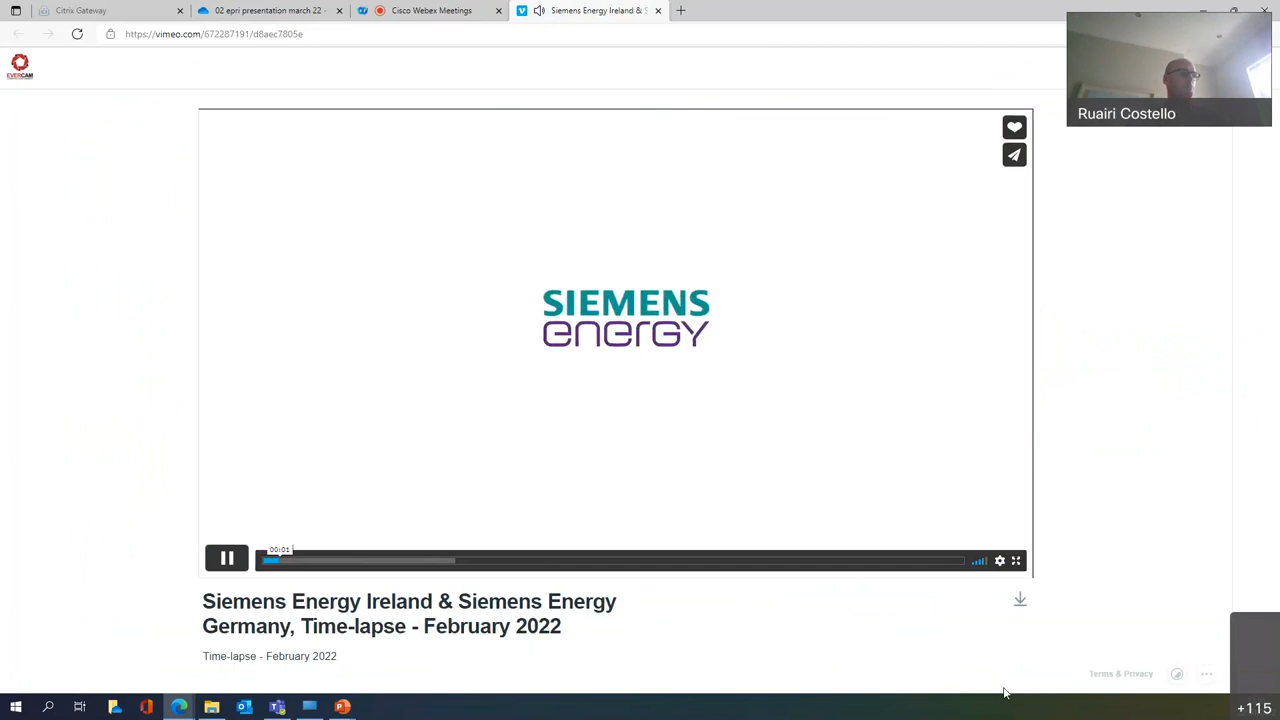 Citrix Gateway
02 epri presentation march 22 -
Cisco Webex Meetings
Siemens Energy Ireland & S
https://vimeo.com/672287191/d8aec7805e
EVERCAM
Ruairi Costello
SIEMENS
energy
00:01
Siemens Energy Ireland & Siemens Energy
Germany, Time-lapse - February 2022
Time-lapse - February 2022
Terms & Privacy
+115